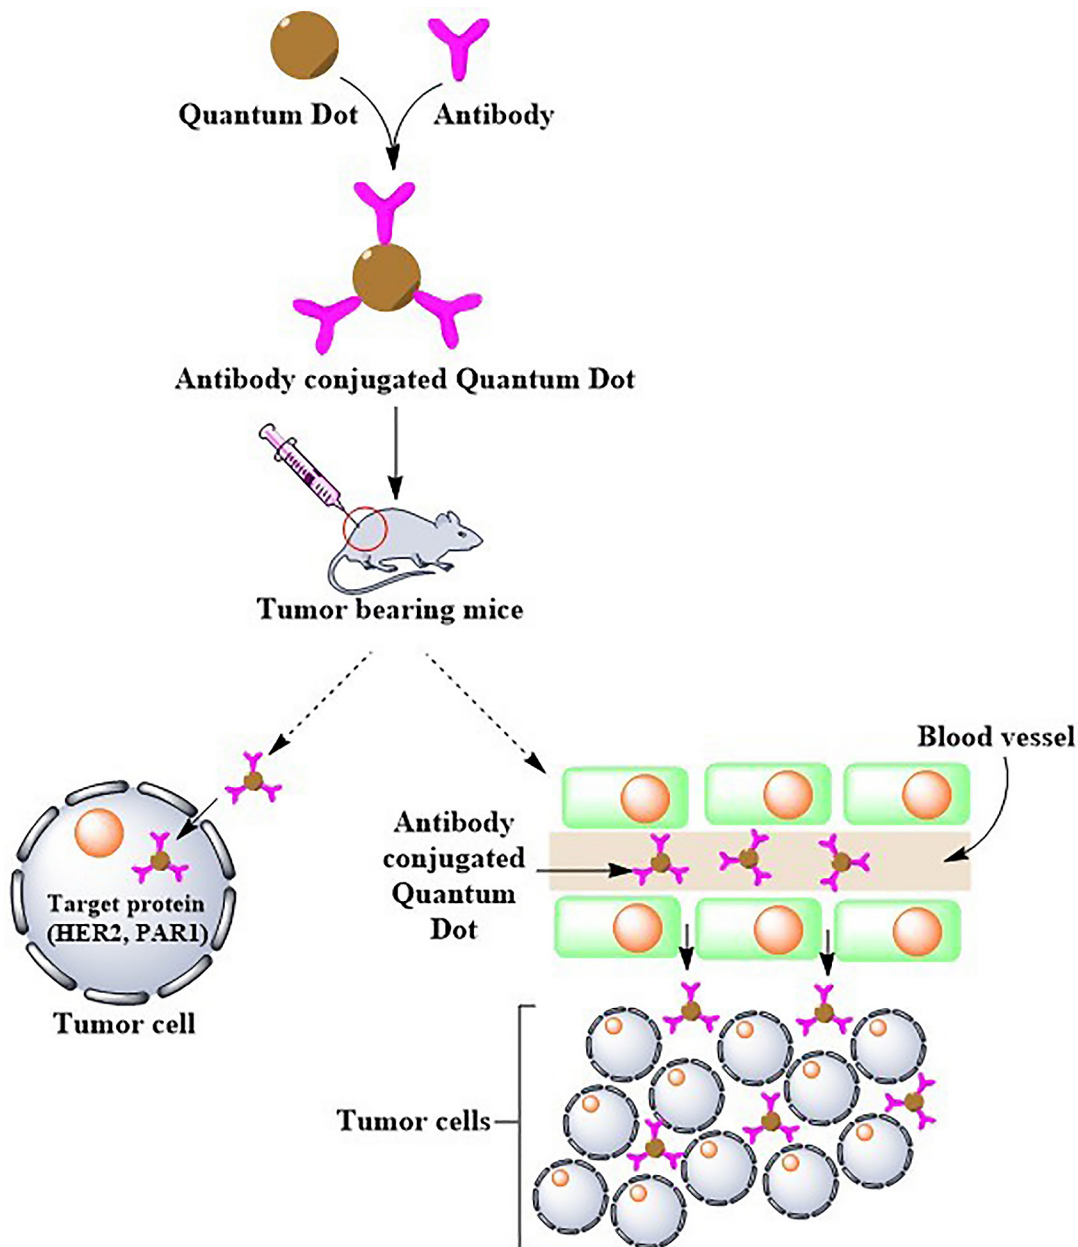 Quantum Dot
Antibody
Antibody conjugated Quantum Dot
Tumor bearing mice
Blood vessel
Antibody
conjugated
Quantum
Dot
Target protein
(HER2, PAR1)
Tumor cell
Tumor cells